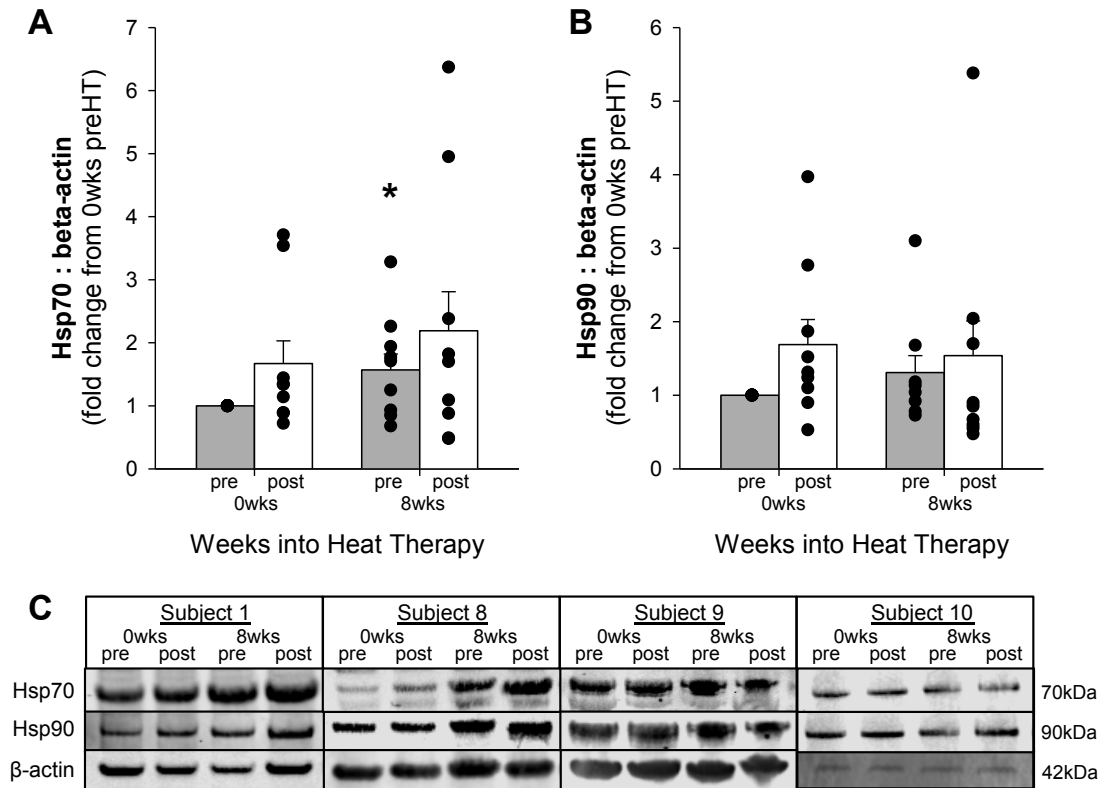 A
Hsp70 : beta-actin
(fold change from 0wks preHT)
7
6
5
4
3
2
1
0
*
pre post pre post
0wks 8wks
Weeks into Heat Therapy
B
Hsp90 : beta-actin
(fold change from 0wks preHT)
6
5
4
3
2
1
0
pre post pre post
0wks 8wks
Weeks into Heat Therapy
C
Subject 1 Subject 8 Subject 9 Subject 10
0wks 8wks 0wks 8wks 0wks 8wks 0wks 8wks
pre post pre post pre post pre post pre post pre post pre post pre post
Hsp70 70kDa
Hsp90 90kDa
β-actin 42kDa